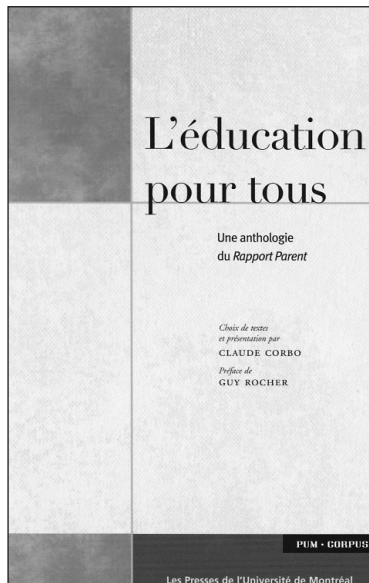 L'éducation
pour tous
Une anthologie
du Rapport Parent
Choix de textes
et présentation par
CLAUDE CORBO
Préface de
GUY ROCHER
PUM • CORPUS
Les Presses de l'Université de Montréal